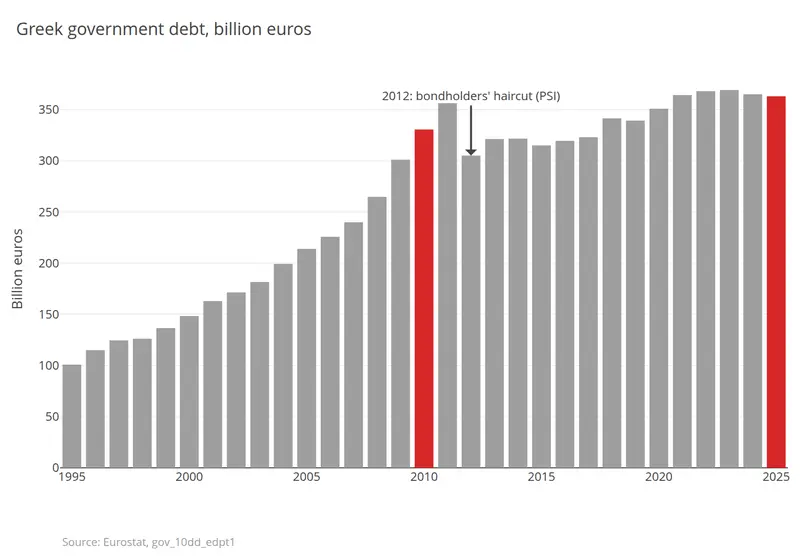 Greek government debt, billion euros
2012: bondholders' haircut (PSI)
350
300
250
200
150
100
50
0
Billion euros
1995 2000 2005 2010 2015 2020 2025
Source: Eurostat, gov_10dd_edpt1